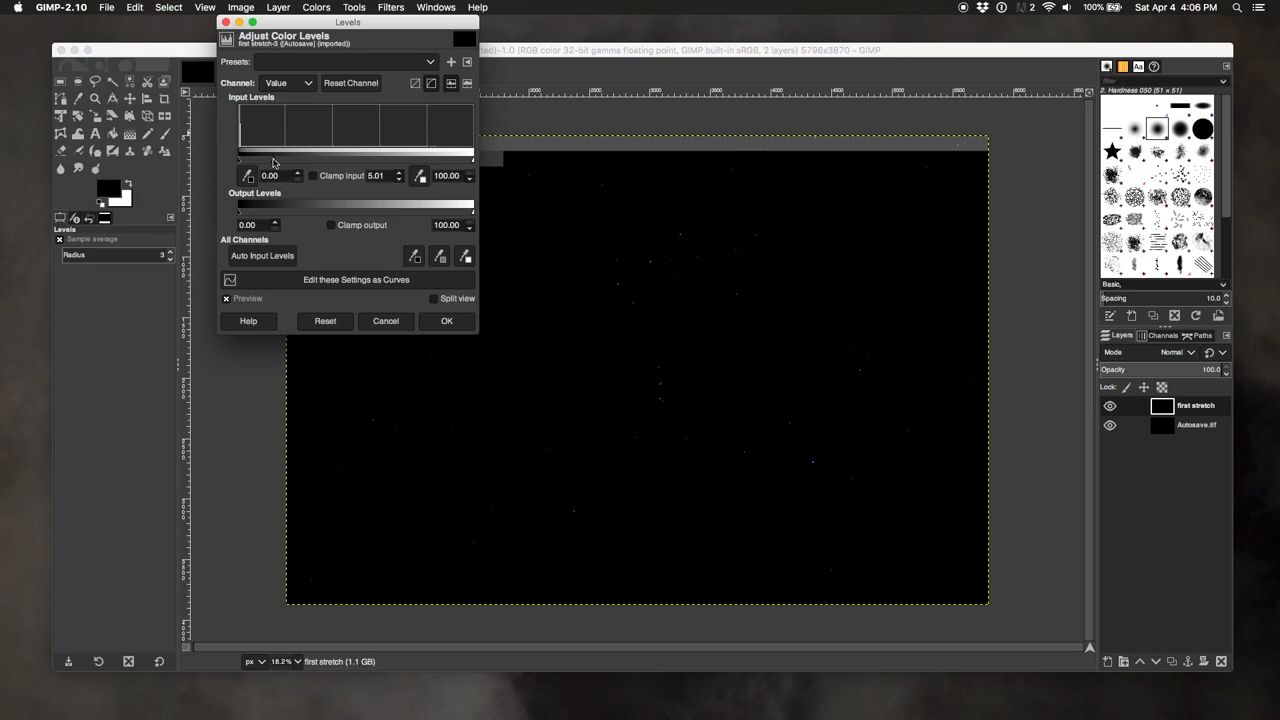 GIMP-2.10 File Edit Select View Image Layer Colors Tools Filters Windows Help 2 100% Sat Apr 4 4:06 PM
Levels
ted)-1.0 (RGB color 32-bit gamma floating point, GIMP built-in sRGB, 2 layers) 5796x3870 – GIMP
Adjust Color Levels
first stretch-3 ([Autosave] (imported))
Presets:
Channel: Value Reset Channel
Input Levels
0.00 Clamp input 5.01 100.00
Output Levels
0.00 Clamp output 100.00
All Channels
Auto Input Levels
Edit these Settings as Curves
Preview Split view
Help Reset Cancel OK
Levels
Sample average
Radius 3
filter
2. Hardness 050 (51 × 51)
Basic,
Spacing 10.0
Layers Channels Paths
Mode Normal
Opacity 100.0
Lock:
first stretch
Autosave.tif
px 18.2% first stretch (1.1 GB)